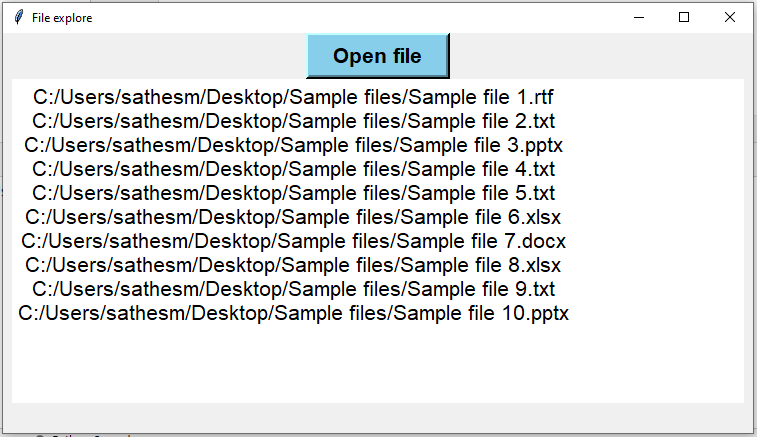 File explore
Open file
C:/Users/sathesm/Desktop/Sample files/Sample file 1.rtf
C:/Users/sathesm/Desktop/Sample files/Sample file 2.txt
C:/Users/sathesm/Desktop/Sample files/Sample file 3.pptx
C:/Users/sathesm/Desktop/Sample files/Sample file 4.txt
C:/Users/sathesm/Desktop/Sample files/Sample file 5.txt
C:/Users/sathesm/Desktop/Sample files/Sample file 6.xlsx
C:/Users/sathesm/Desktop/Sample files/Sample file 7.docx
C:/Users/sathesm/Desktop/Sample files/Sample file 8.xlsx
C:/Users/sathesm/Desktop/Sample files/Sample file 9.txt
C:/Users/sathesm/Desktop/Sample files/Sample file 10.pptx